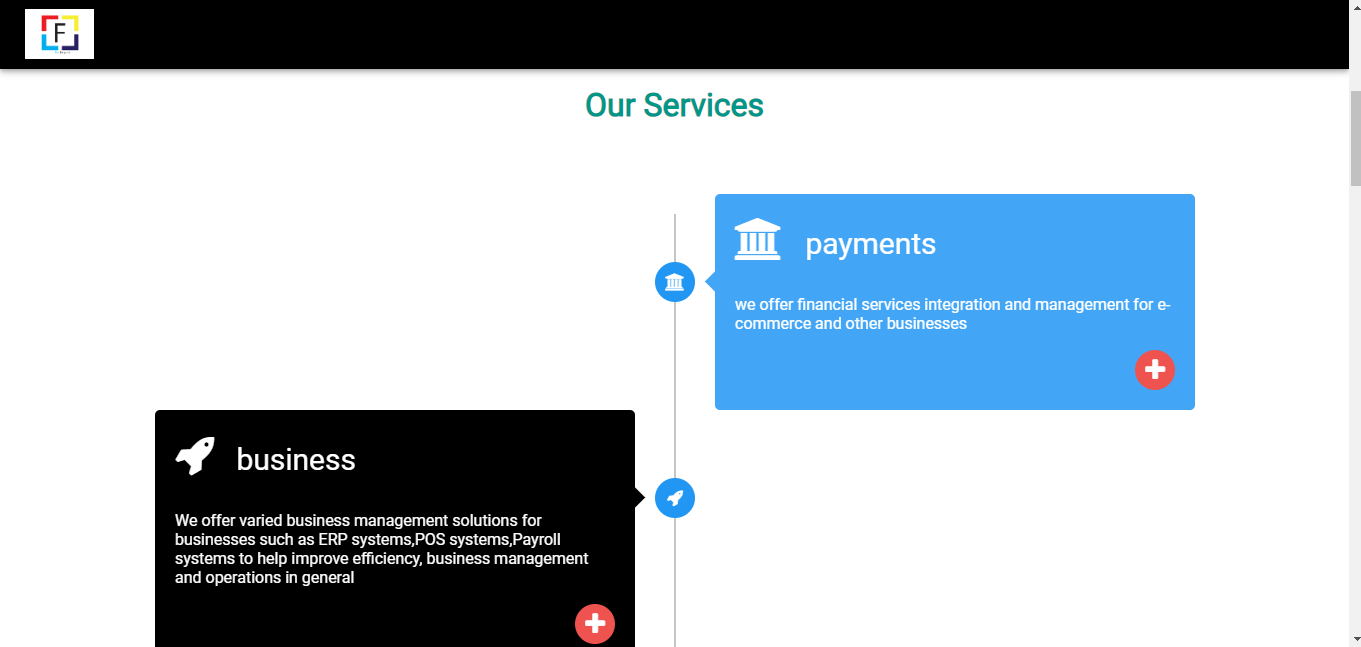 F
Our Services
payments
we offer financial services integration and management for e-
commerce and other businesses
business
We offer varied business management solutions for
businesses such as ERP systems,POS systems,Payroll
systems to help improve efficiency, business management
and operations in general